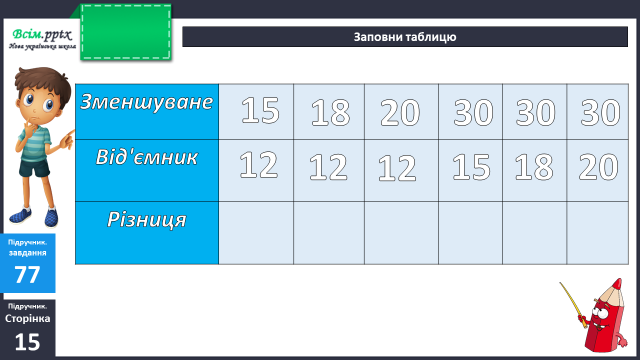 Всім.pptx
Нова українська школа
Заповни таблицю
Зменшуване 15 18 20 30 30 30
Від'ємник 12 12 12 15 18 20
Різниця
Підручник.
завдання
77
Підручник.
Сторінка
15